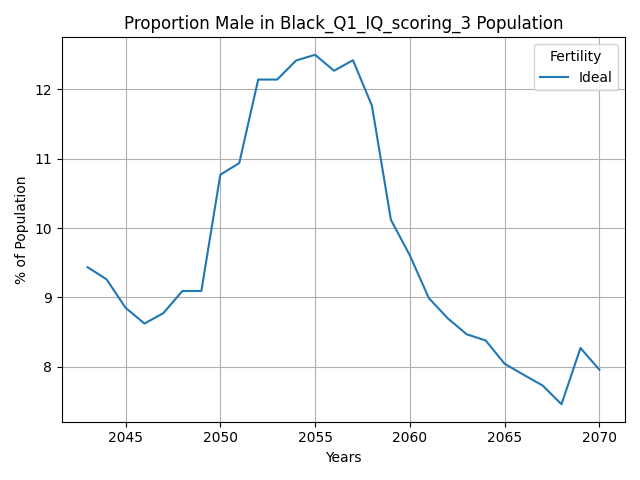 Proportion Male in Black_Q1_IQ_scoring_3 Population
Fertility
Ideal
% of Population
12
11
10
9
8
2045 2050 2055 2060 2065 2070
Years